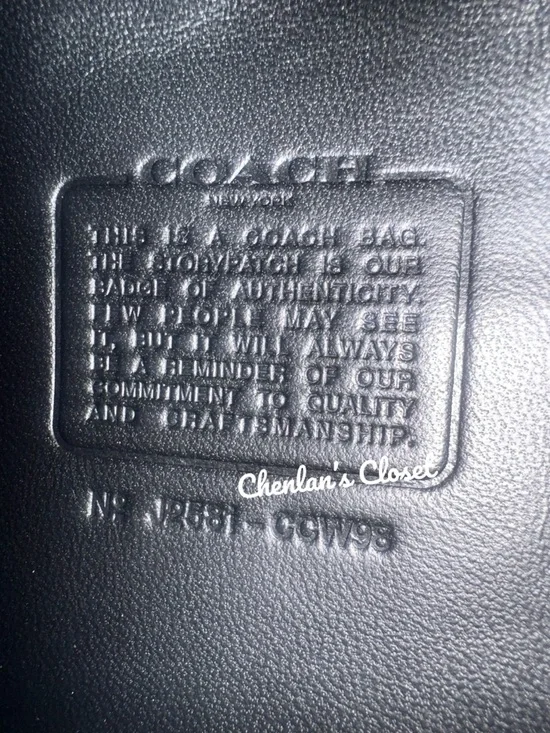 COACH
NEW YORK
THIS IS A COACH BAG.
THE STORYPATCH IS OUR
BADGE OF AUTHENTICITY.
FEW PEOPLE MAY SEE
IT, BUT IT WILL ALWAYS
BE A REMINDER OF OUR
COMMITMENT TO QUALITY
AND CRAFTSMANSHIP.
Chenlan's Closet